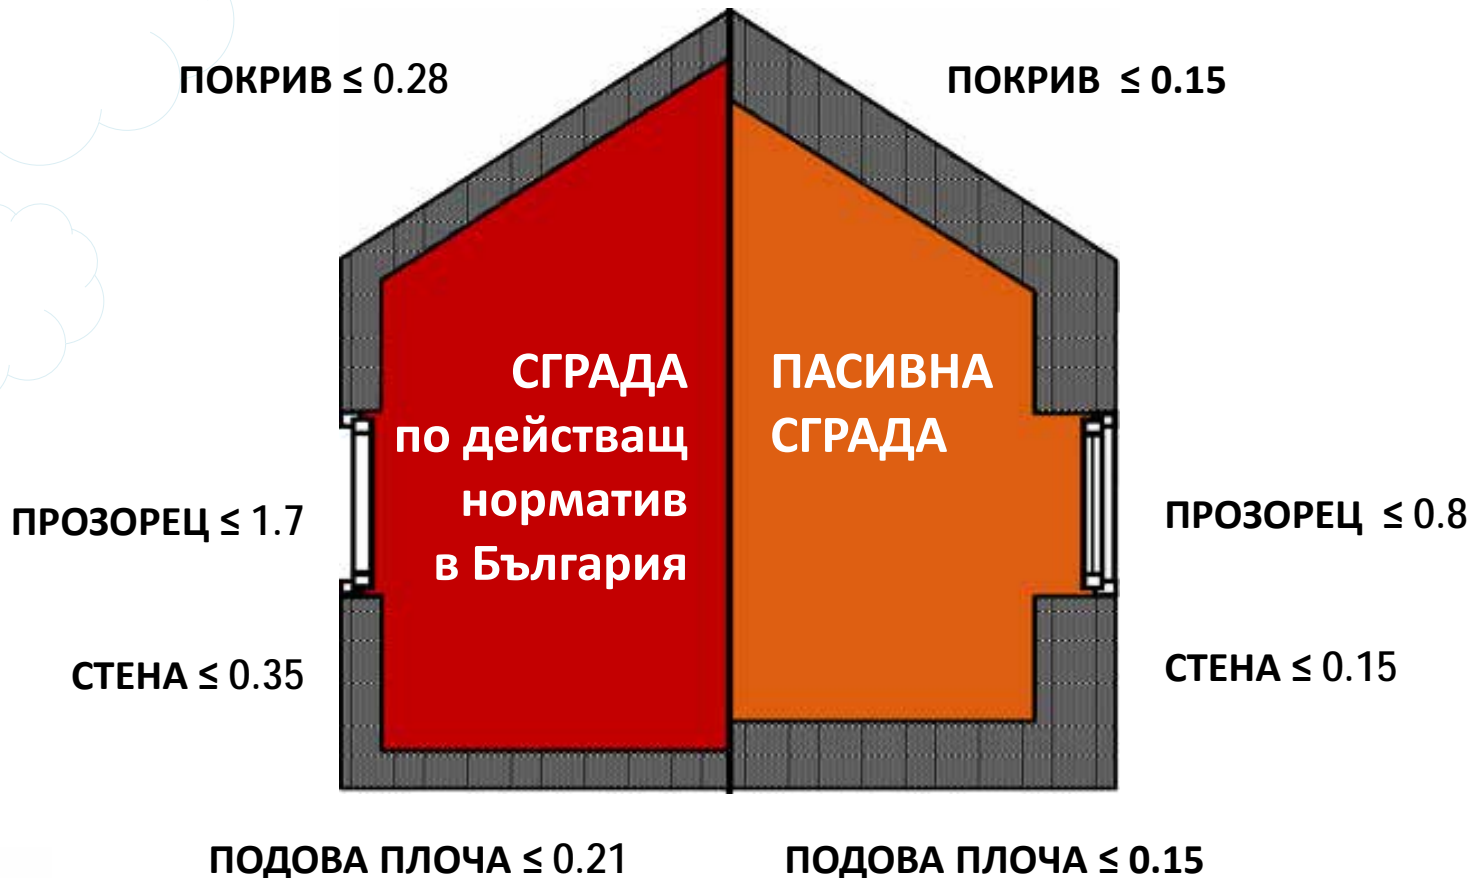 ПОКРИВ ≤ 0.28
ПОКРИВ ≤ 0.15
СГРАДА
по действащ
норматив
в България
ПАСИВНА
СГРАДА
ПРОЗОРЕЦ ≤ 1.7
ПРОЗОРЕЦ ≤ 0.8
СТЕНА ≤ 0.35
СТЕНА ≤ 0.15
ПОДОВА ПЛОЧА ≤ 0.21
ПОДОВА ПЛОЧА ≤ 0.15